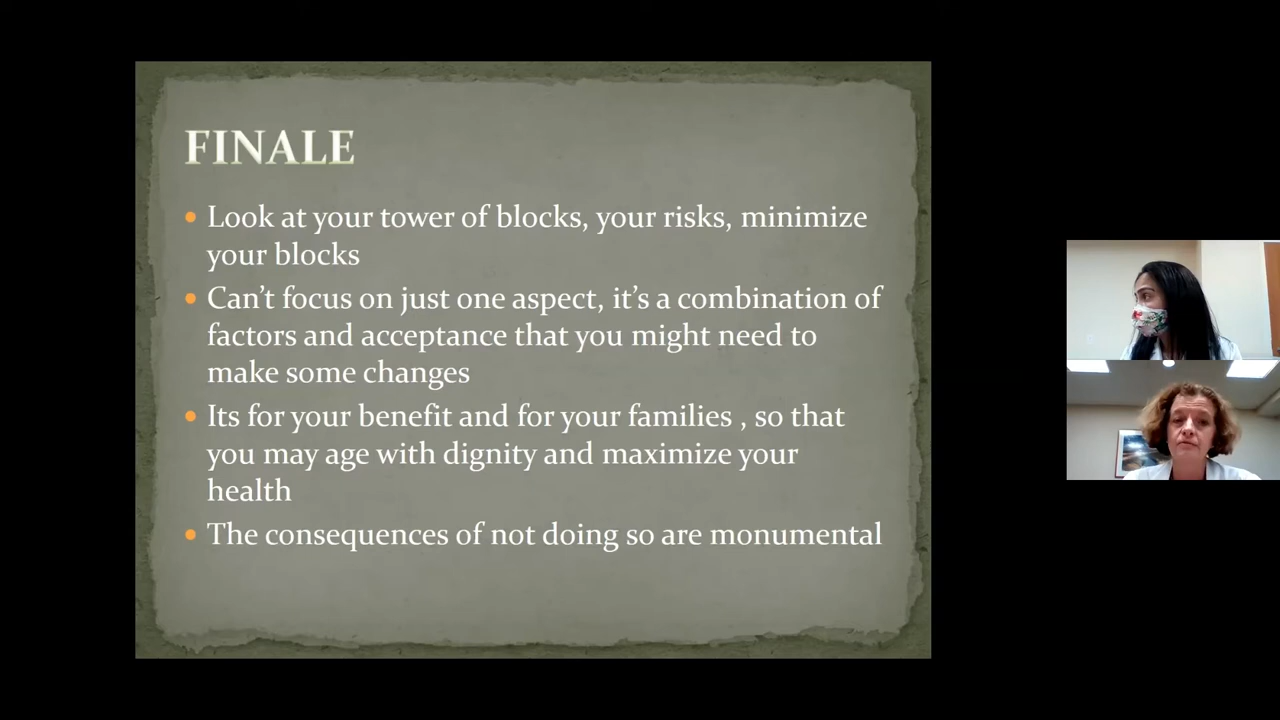 FINALE
Look at your tower of blocks, your risks, minimize
your blocks
Can't focus on just one aspect, it's a combination of
factors and acceptance that you might need to
make some changes
Its for your benefit and for your families , so that
you may age with dignity and maximize your
health
The consequences of not doing so are monumental